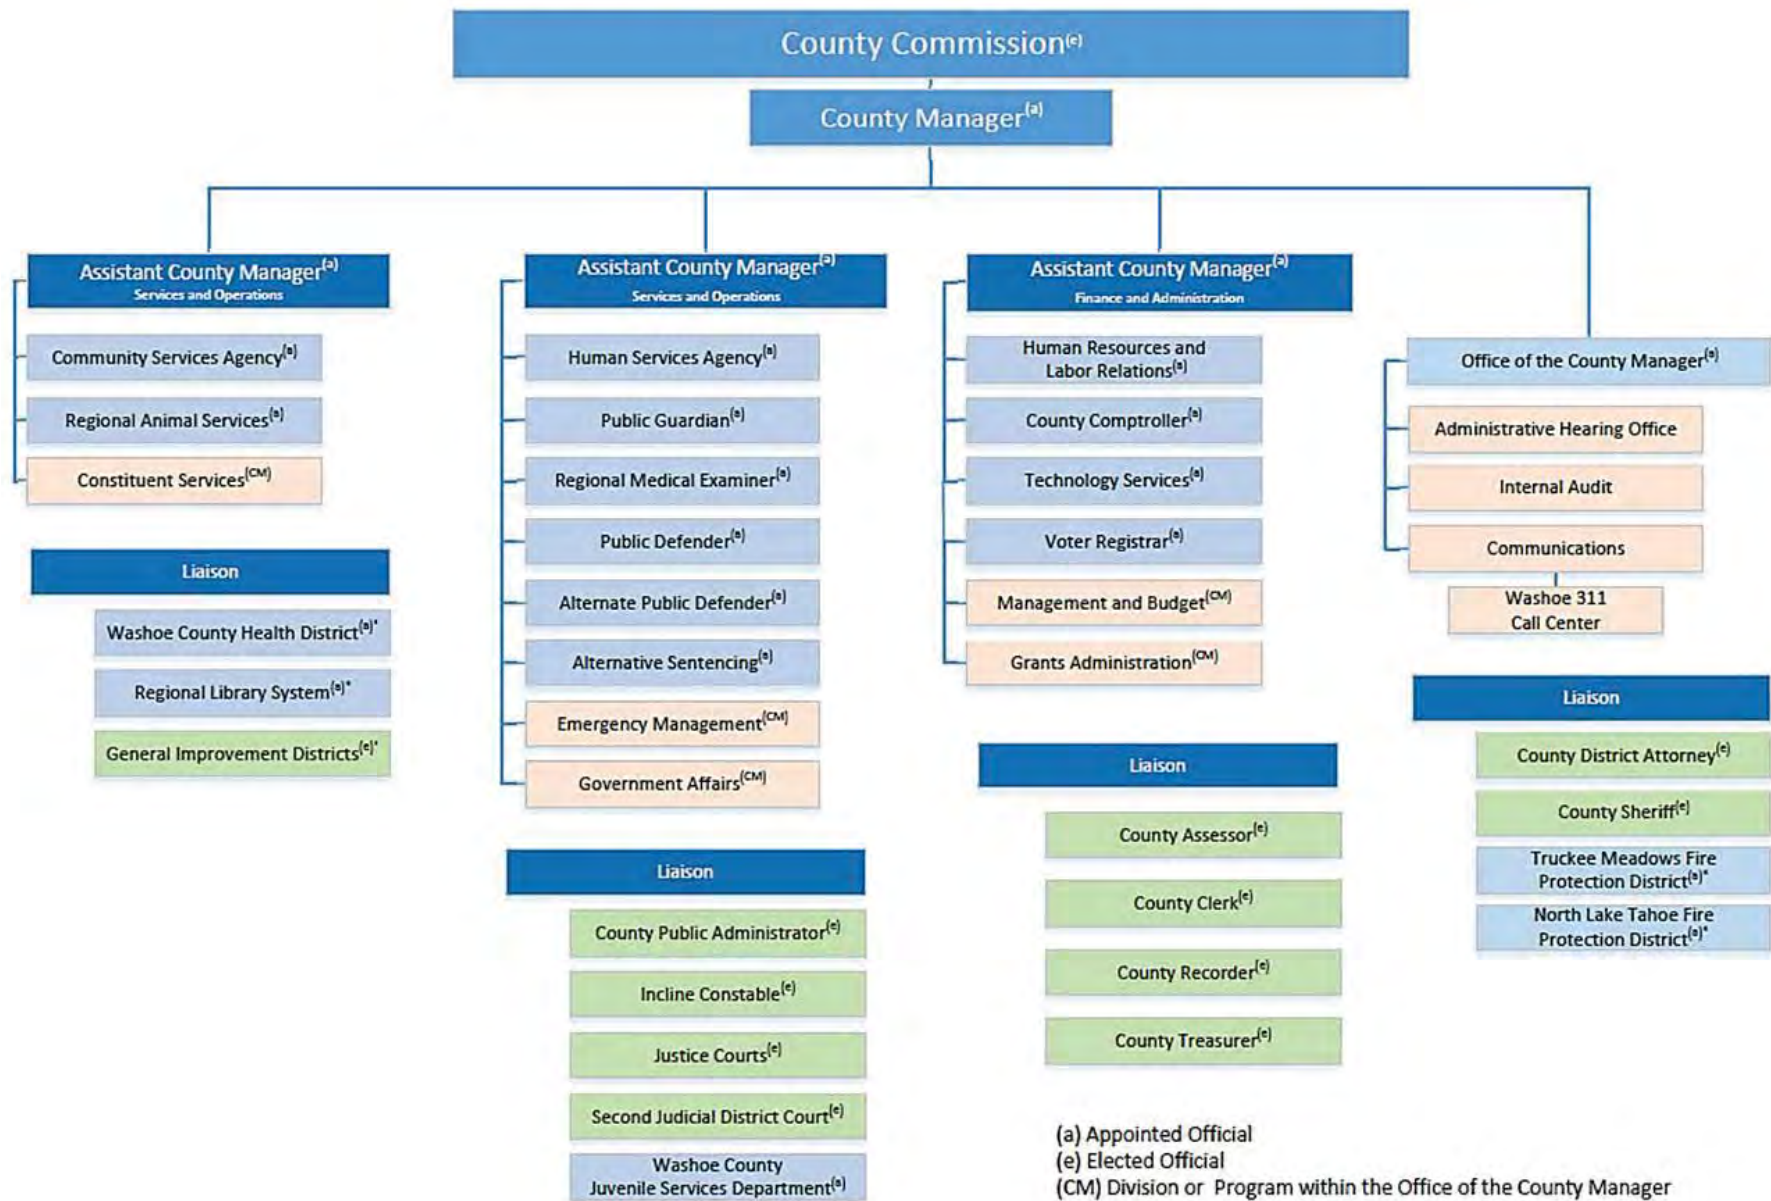 County Commission(e)
County Manager(a)
Assistant County Manager(a)
Services and Operations
Community Services Agency(a)
Regional Animal Services(a)
Constituent Services(CM)
Liaison
Washoe County Health District(a)*
Regional Library System(a)*
General Improvement Districts(e)*
Assistant County Manager(a)
Services and Operations
Human Services Agency(a)
Public Guardian(a)
Regional Medical Examiner(a)
Public Defender(a)
Alternate Public Defender(a)
Alternative Sentencing(a)
Emergency Management(CM)
Government Affairs(CM)
Liaison
County Public Administrator(e)
Incline Constable(e)
Justice Courts(e)
Second Judicial District Court(e)
Washoe County
Juvenile Services Department(a)
Assistant County Manager(a)
Finance and Administration
Human Resources and
Labor Relations(a)
County Comptroller(a)
Technology Services(a)
Voter Registrar(a)
Management and Budget(CM)
Grants Administration(CM)
Liaison
County Assessor(e)
County Clerk(e)
County Recorder(e)
County Treasurer(e)
Office of the County Manager(a)
Administrative Hearing Office
Internal Audit
Communications
Washoe 311
Call Center
Liaison
County District Attorney(e)
County Sheriff(e)
Truckee Meadows Fire
Protection District(a)*
North Lake Tahoe Fire
Protection District(a)*
(a) Appointed Official
(e) Elected Official
(CM) Division or Program within the Office of the County Manager